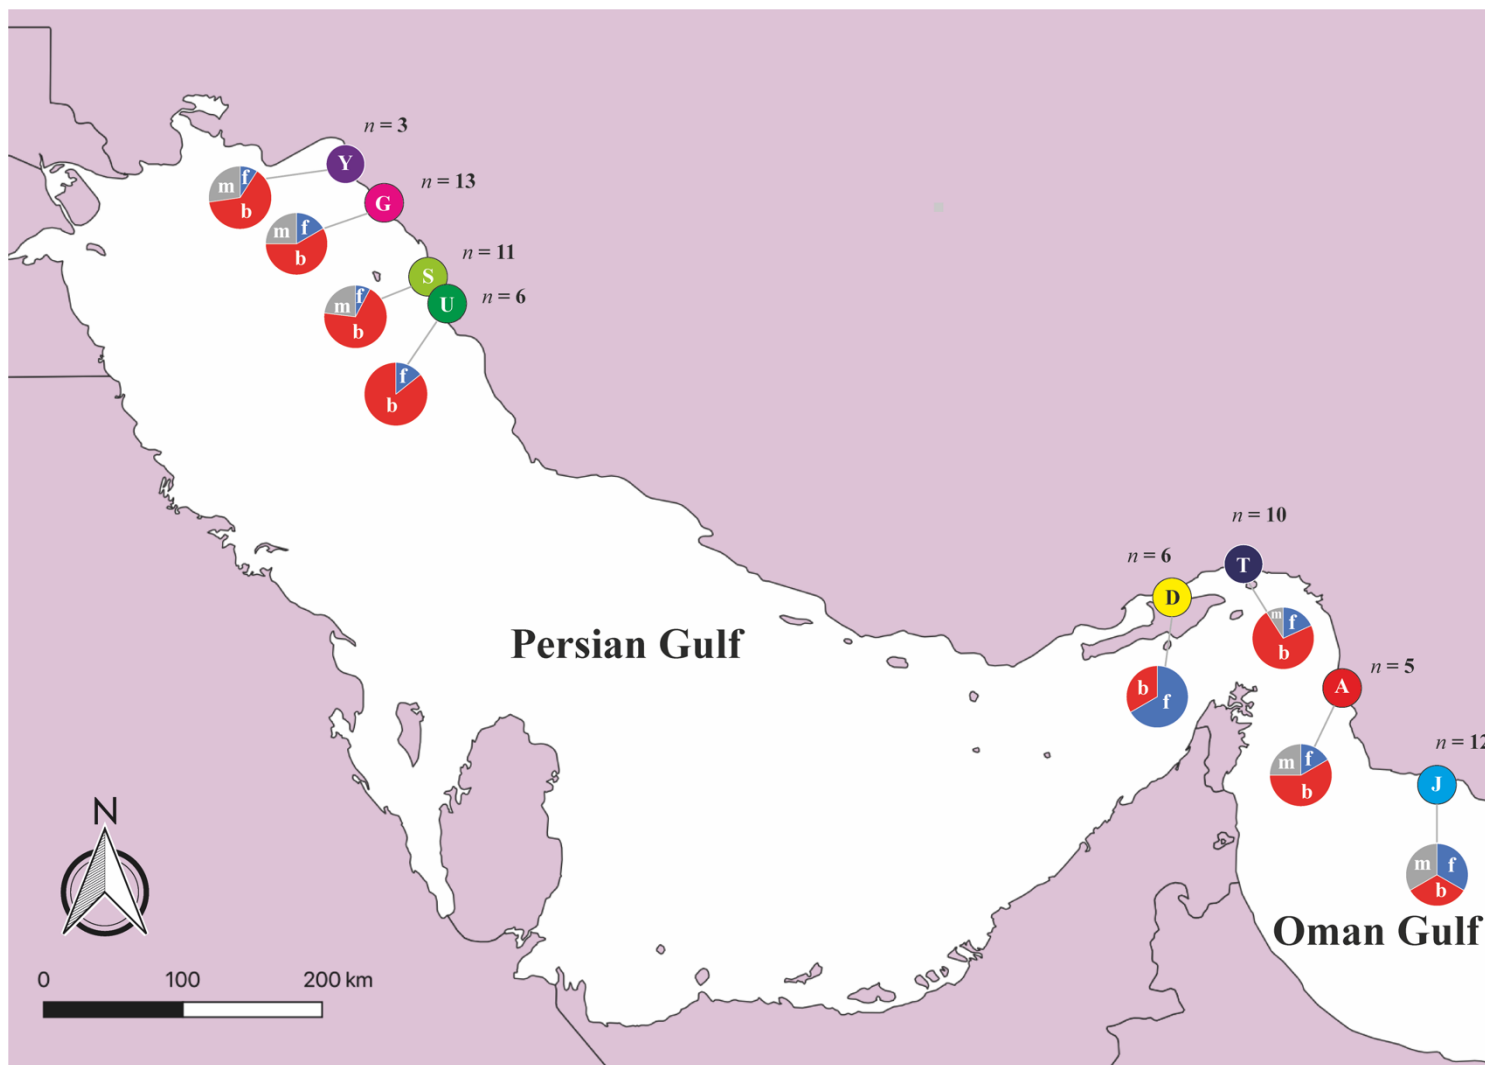 n = 3
Y
f
m
b
n = 13
G
f
m
b
n = 11
S
f
m
b
n = 6
U
f
b
Persian Gulf
n = 10
T
m
f
b
n = 6
D
b
f
n = 5
A
m
f
b
n = 12
J
m
f
b
Oman Gulf
N
0 100 200 km